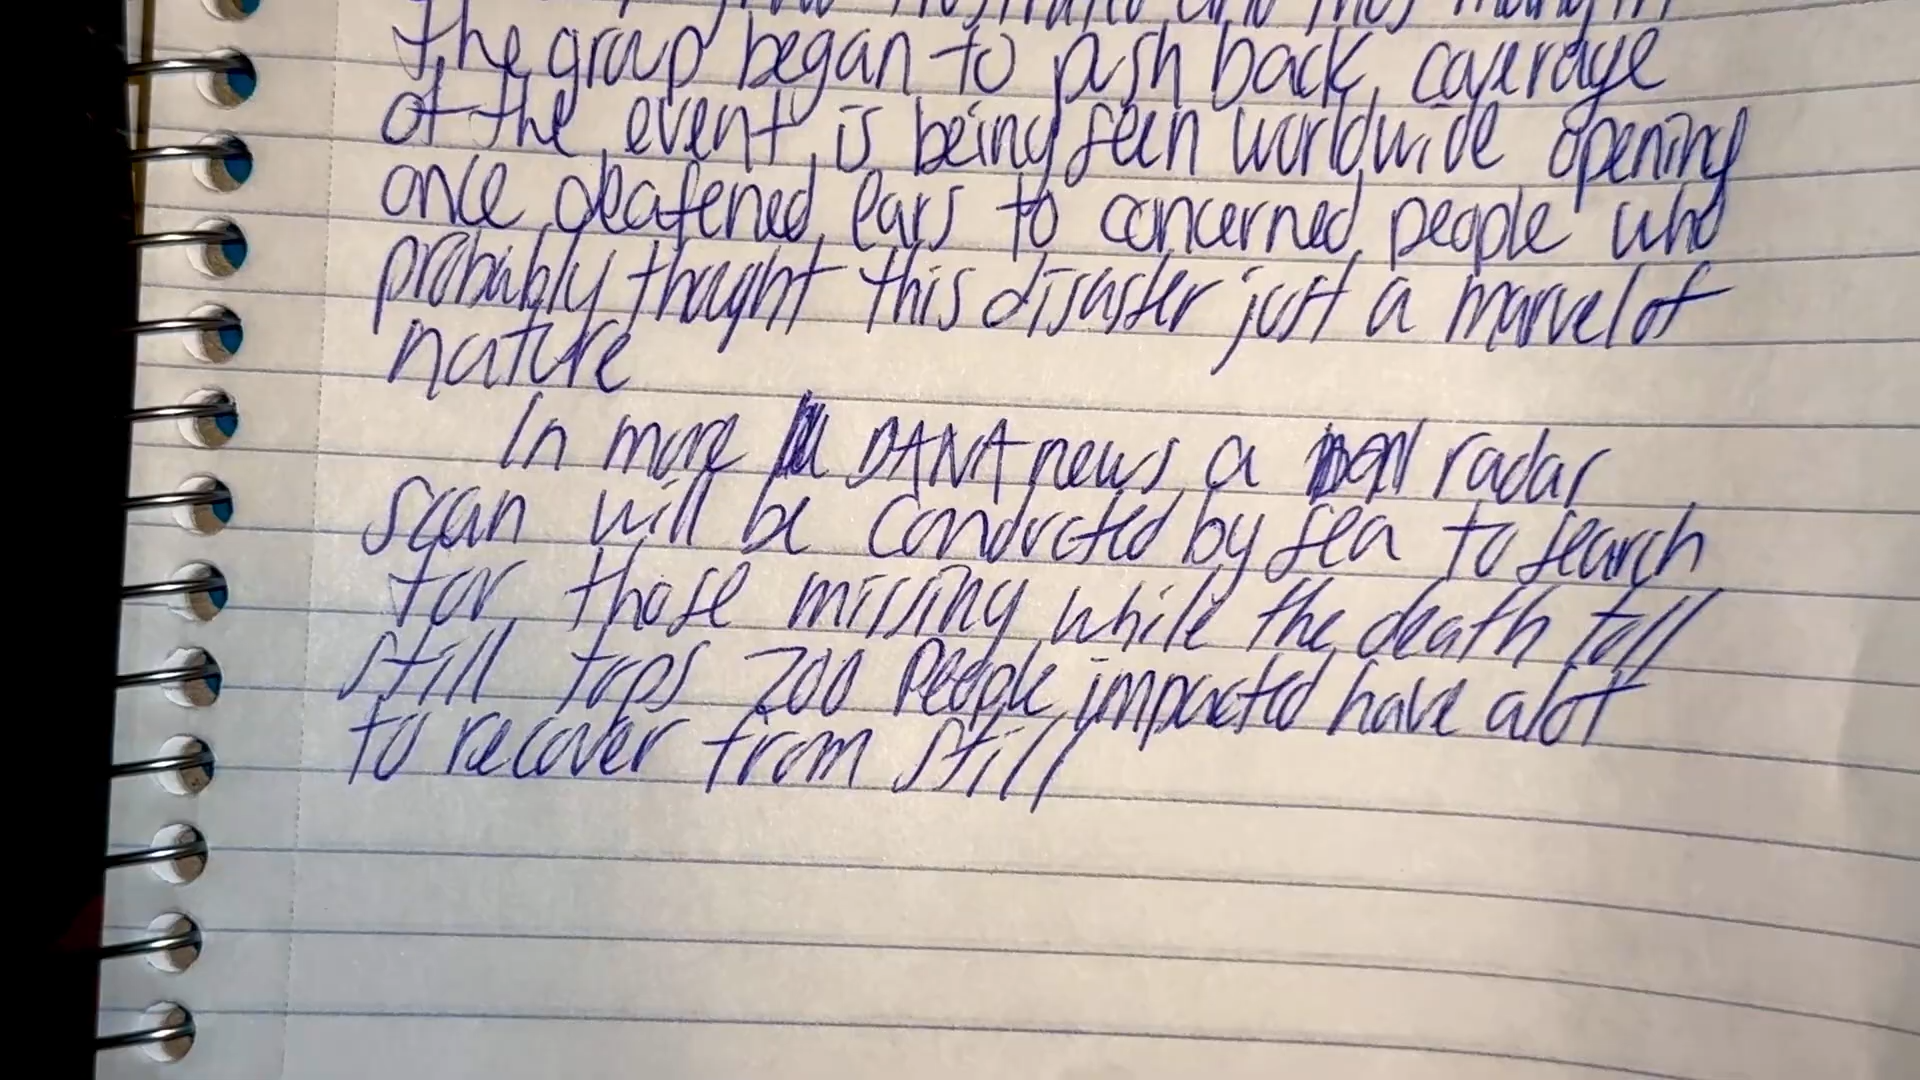 the group began to push back, coverage
of the event is being seen worldwide opening
once deafened ears to concerned people who
probably thought this disaster just a marvel of
nature
In more DANA news, a radar
scan will be conducted by sea to search
for those missing while the death toll
still tops 200 people impacted have alot
to recover from still